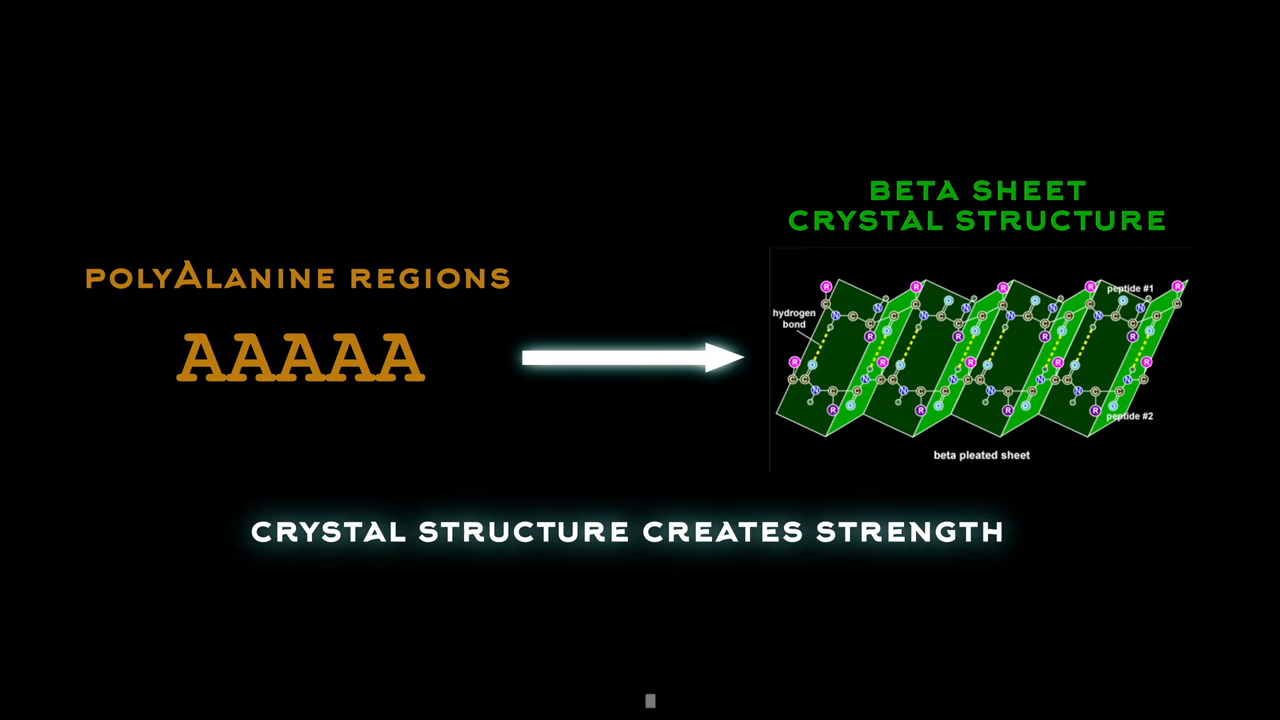 BETA SHEET
CRYSTAL STRUCTURE
POLYALANINE REGIONS
AAAAA
hydrogen
bond
peptide #1
peptide #2
beta pleated sheet
CRYSTAL STRUCTURE CREATES STRENGTH